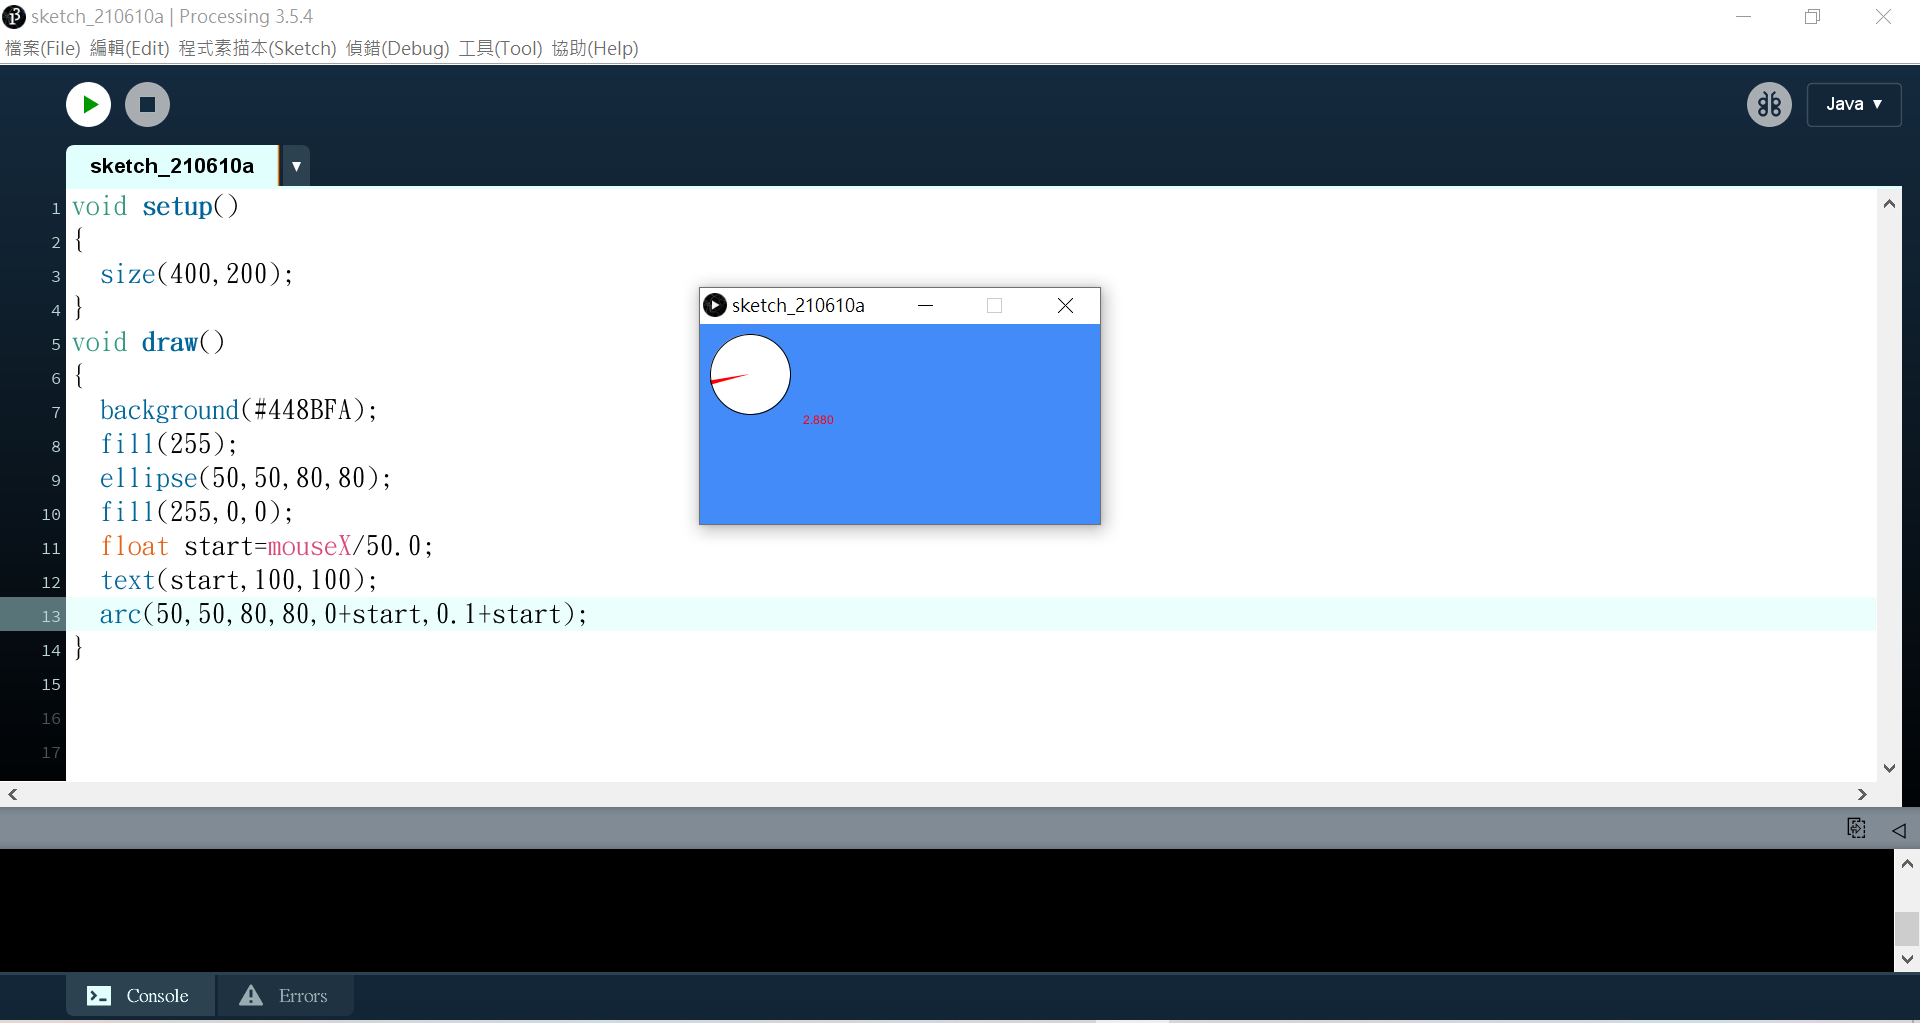 sketch_210610a | Processing 3.5.4
檔案(File) 編輯(Edit) 程式素描本(Sketch) 偵錯(Debug) 工具(Tool) 協助(Help)
Java ▼
sketch_210610a ▼
1 void setup()
2 {
3   size(400,200);
4 }
5 void draw()
6 {
7   background(#448BFA);
8   fill(255);
9   ellipse(50,50,80,80);
10   fill(255,0,0);
11   float start=mouseX/50.0;
12   text(start,100,100);
13   arc(50,50,80,80,0+start,0.1+start);
14 }
15
16
17
sketch_210610a
2.880
Console Errors